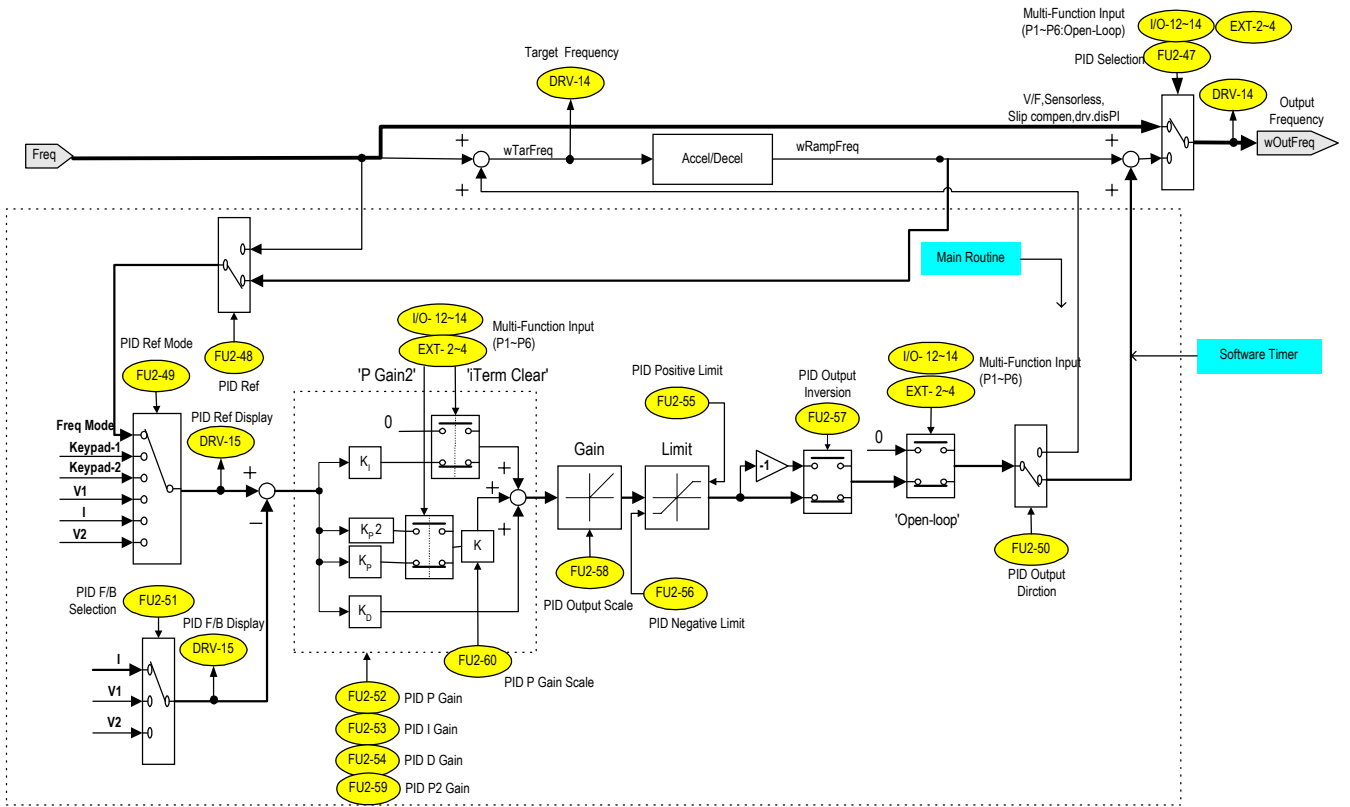 Multi-Function Input
(P1~P6:Open-Loop)
I/O-12~14
EXT-2~4
PID Selection
FU2-47
Target Frequency
DRV-14
V/F,Sensorless,
Slip compen,drv.disPI
DRV-14
Output
Frequency
Freq
+
+
wTarFreq
Accel/Decel
wRampFreq
+
+
wOutFreq
Main Routine
Software Timer
FU2-48
PID Ref
PID Ref Mode
FU2-49
PID Ref Display
DRV-15
Freq Mode
Keypad-1
Keypad-2
V1
I
V2
+
−
I/O- 12~14
EXT- 2~4
Multi-Function Input
(P1~P6)
'P Gain2'
'iTerm Clear'
0
KI
KP2
KP
KD
K
+
+
+
Gain
FU2-58
PID Output Scale
PID Positive Limit
FU2-55
Limit
FU2-56
PID Negative Limit
-1
PID Output
Inversion
FU2-57
I/O- 12~14
EXT- 2~4
Multi-Function Input
(P1~P6)
0
'Open-loop'
FU2-50
PID Output
Dirction
PID F/B
Selection
FU2-51
PID F/B Display
DRV-15
I
V1
V2
FU2-60
PID P Gain Scale
FU2-52 PID P Gain
FU2-53 PID I Gain
FU2-54 PID D Gain
FU2-59 PID P2 Gain